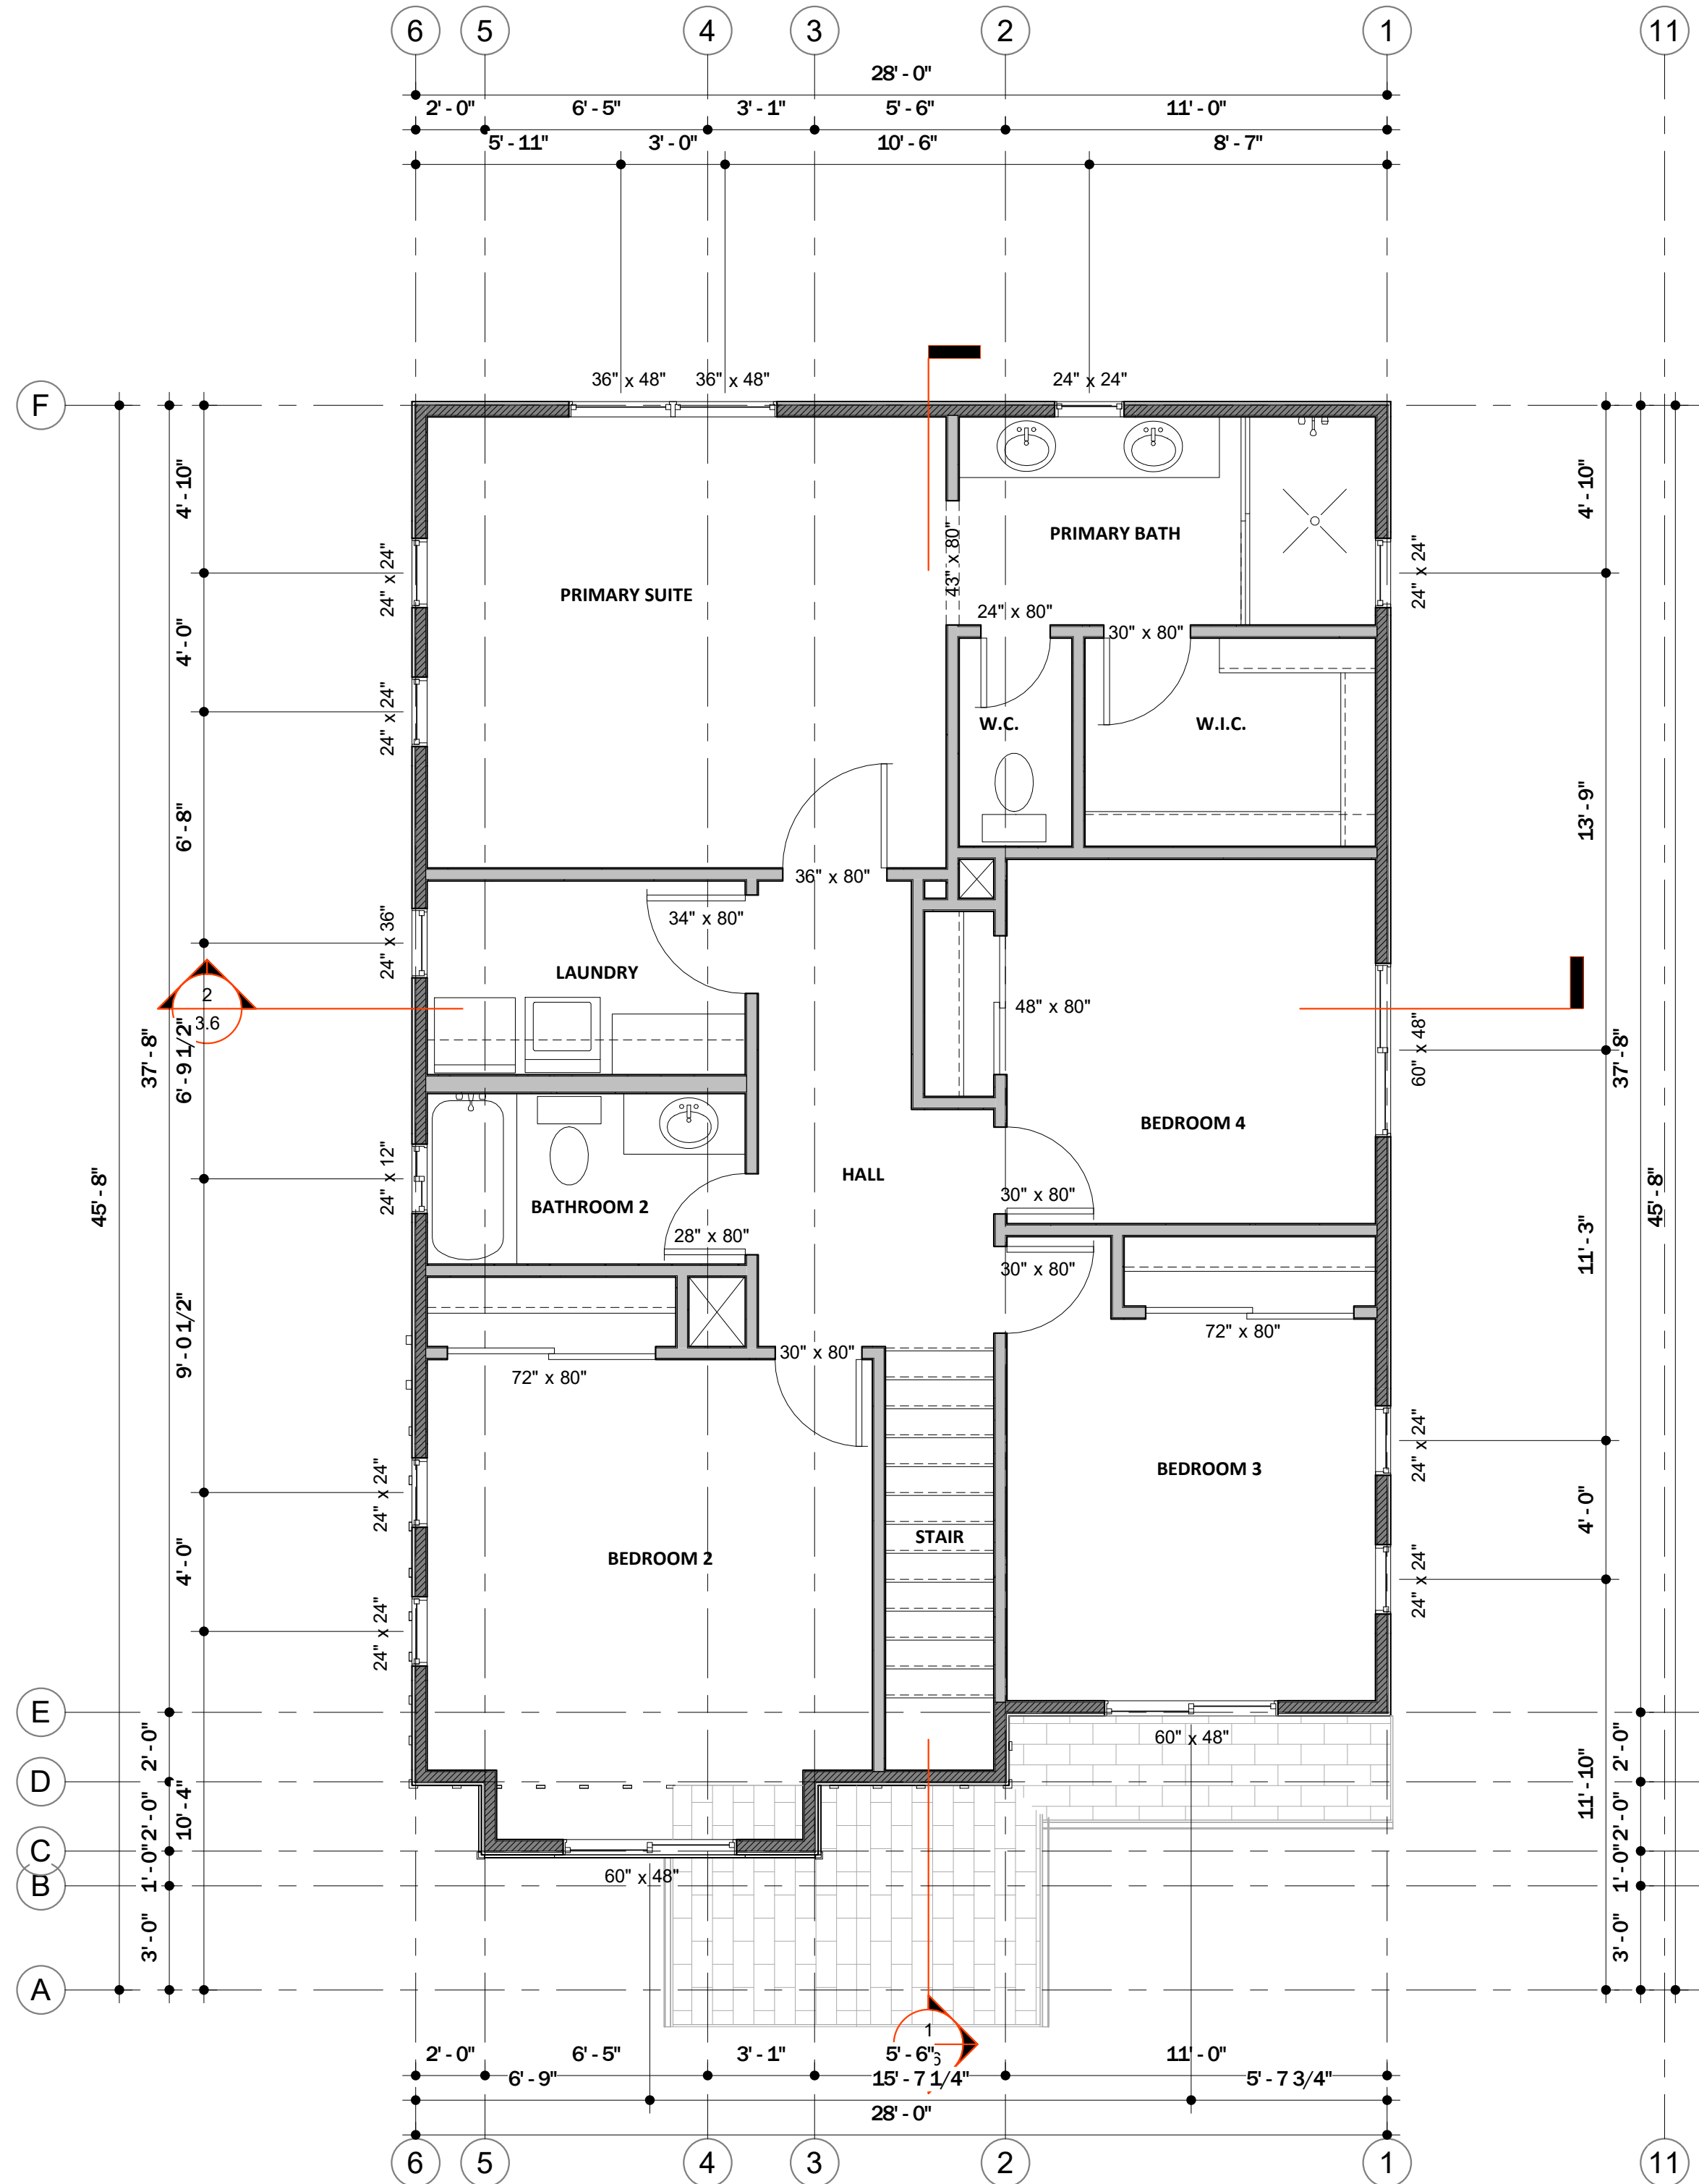 6 5 4 3 2 1 11
28' - 0"
2' - 0" 6' - 5" 3' - 1" 5' - 6" 11' - 0"
5' - 11" 3' - 0" 10' - 6" 8' - 7"
36" x 48" 36" x 48" 24" x 24"
F
4' - 10"
4' - 10"
43" x 80"
PRIMARY BATH
24" x 24"
24" x 24"
PRIMARY SUITE
24" x 80"
30" x 80"
4' - 0"
24" x 24"
W.C.
W.I.C.
6' - 8"
13' - 9"
36" x 80"
34" x 80"
24" x 36"
LAUNDRY
2
3.6
48" x 80"
37' - 8"
6' - 9 1/2"
60" x 48"
37' - 8"
BEDROOM 4
24" x 12"
HALL
45' - 8"
45' - 8"
BATHROOM 2
30" x 80"
28" x 80"
11' - 3"
30" x 80"
9' - 0 1/2"
72" x 80"
30" x 80"
72" x 80"
24" x 24"
24" x 24"
BEDROOM 3
4' - 0"
STAIR
4' - 0"
BEDROOM 2
24" x 24"
24" x 24"
E
60" x 48"
2' - 0"
2' - 0"
D
10' - 4"
11' - 10"
2' - 0"
2' - 0"
C
60" x 48"
B
1' - 0"
1' - 0"
3' - 0"
3' - 0"
A
1
2' - 0" 6' - 5" 3' - 1" 5' - 6" 11' - 0"
6' - 9" 15' - 7 1/4" 5' - 7 3/4"
28' - 0"
6 5 4 3 2 1 11